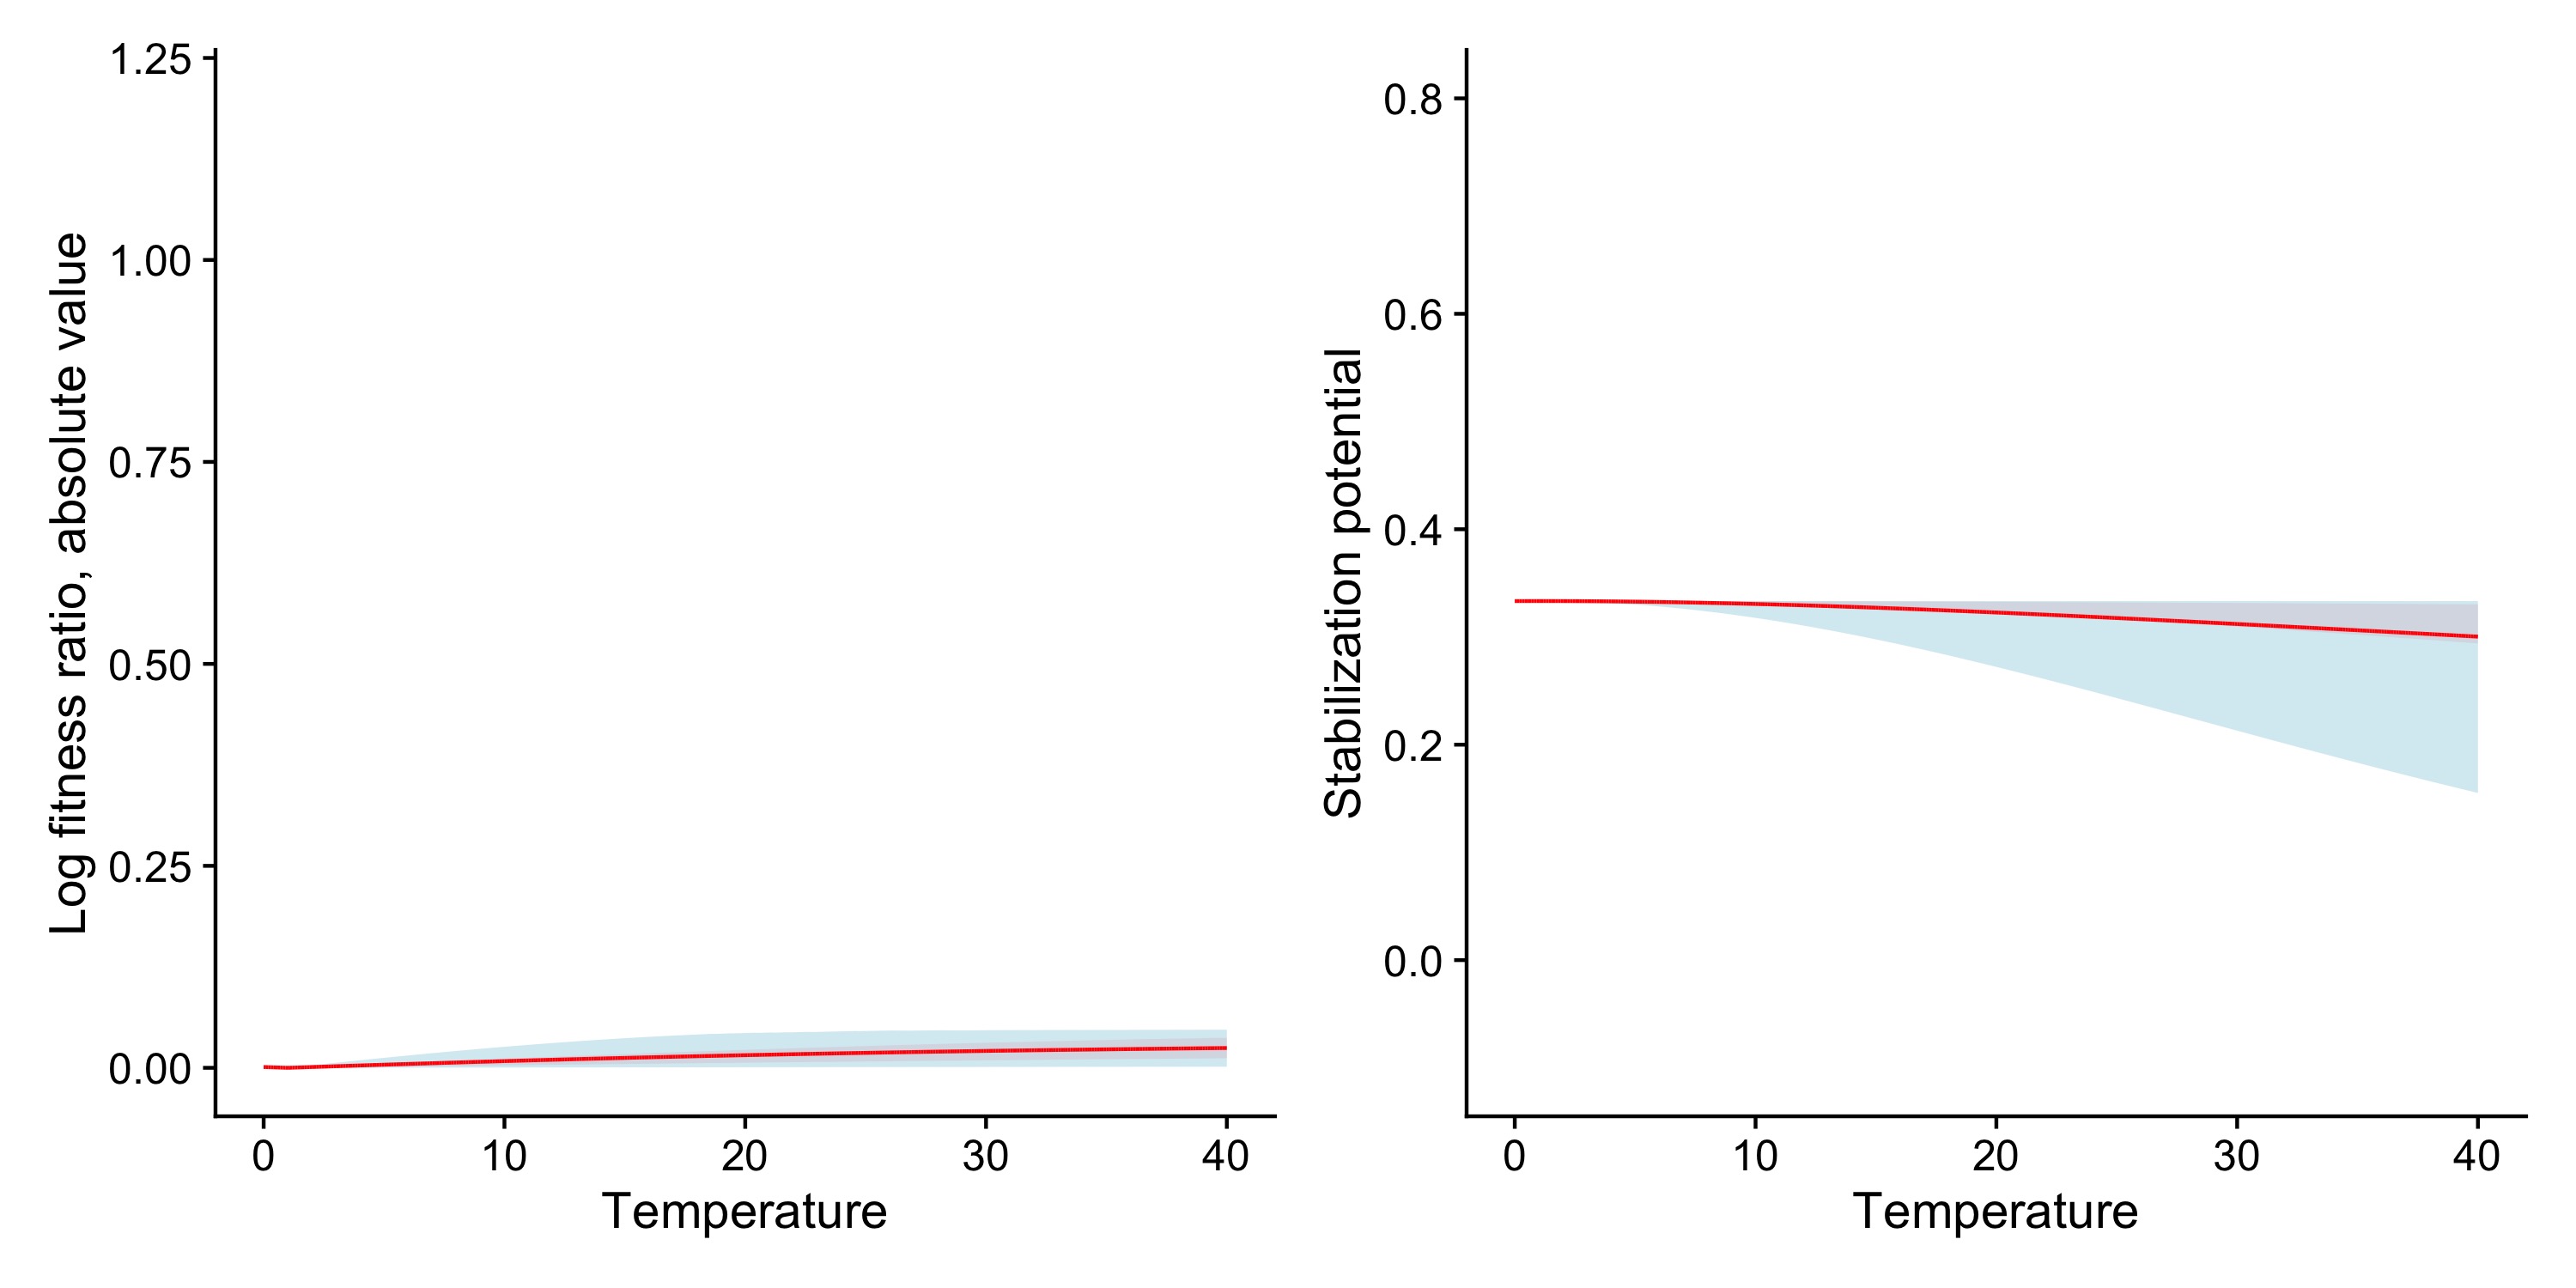 Log fitness ratio, absolute value
1.25
1.00
0.75
0.50
0.25
0.00
0 10 20 30 40
Temperature
Stabilization potential
0.8
0.6
0.4
0.2
0.0
0 10 20 30 40
Temperature